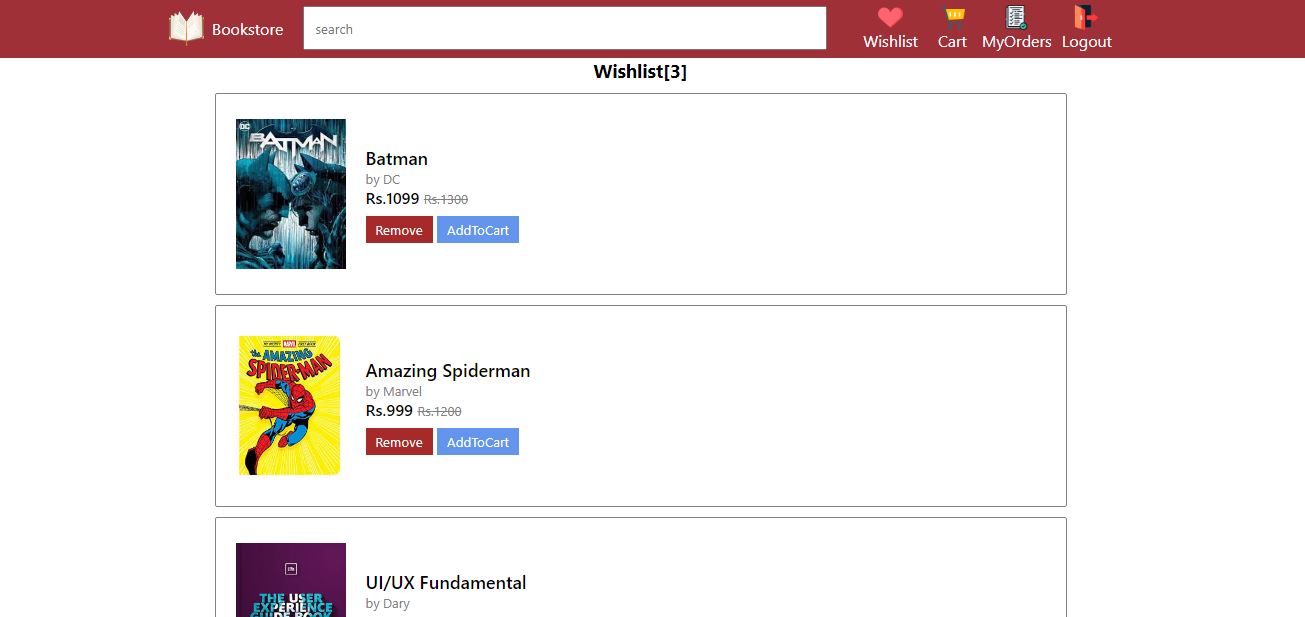 Bookstore
search
Wishlist
Cart
MyOrders
Logout
Wishlist[3]
DC
BATMAN
Batman
by DC
Rs.1099 Rs.1300
Remove
AddToCart
MARVEL
the AMAZING
SPIDER-MAN
Amazing Spiderman
by Marvel
Rs.999 Rs.1200
Remove
AddToCart
THE USER
EXPERIENCE
GUIDE BOOK
UI/UX Fundamental
by Dary